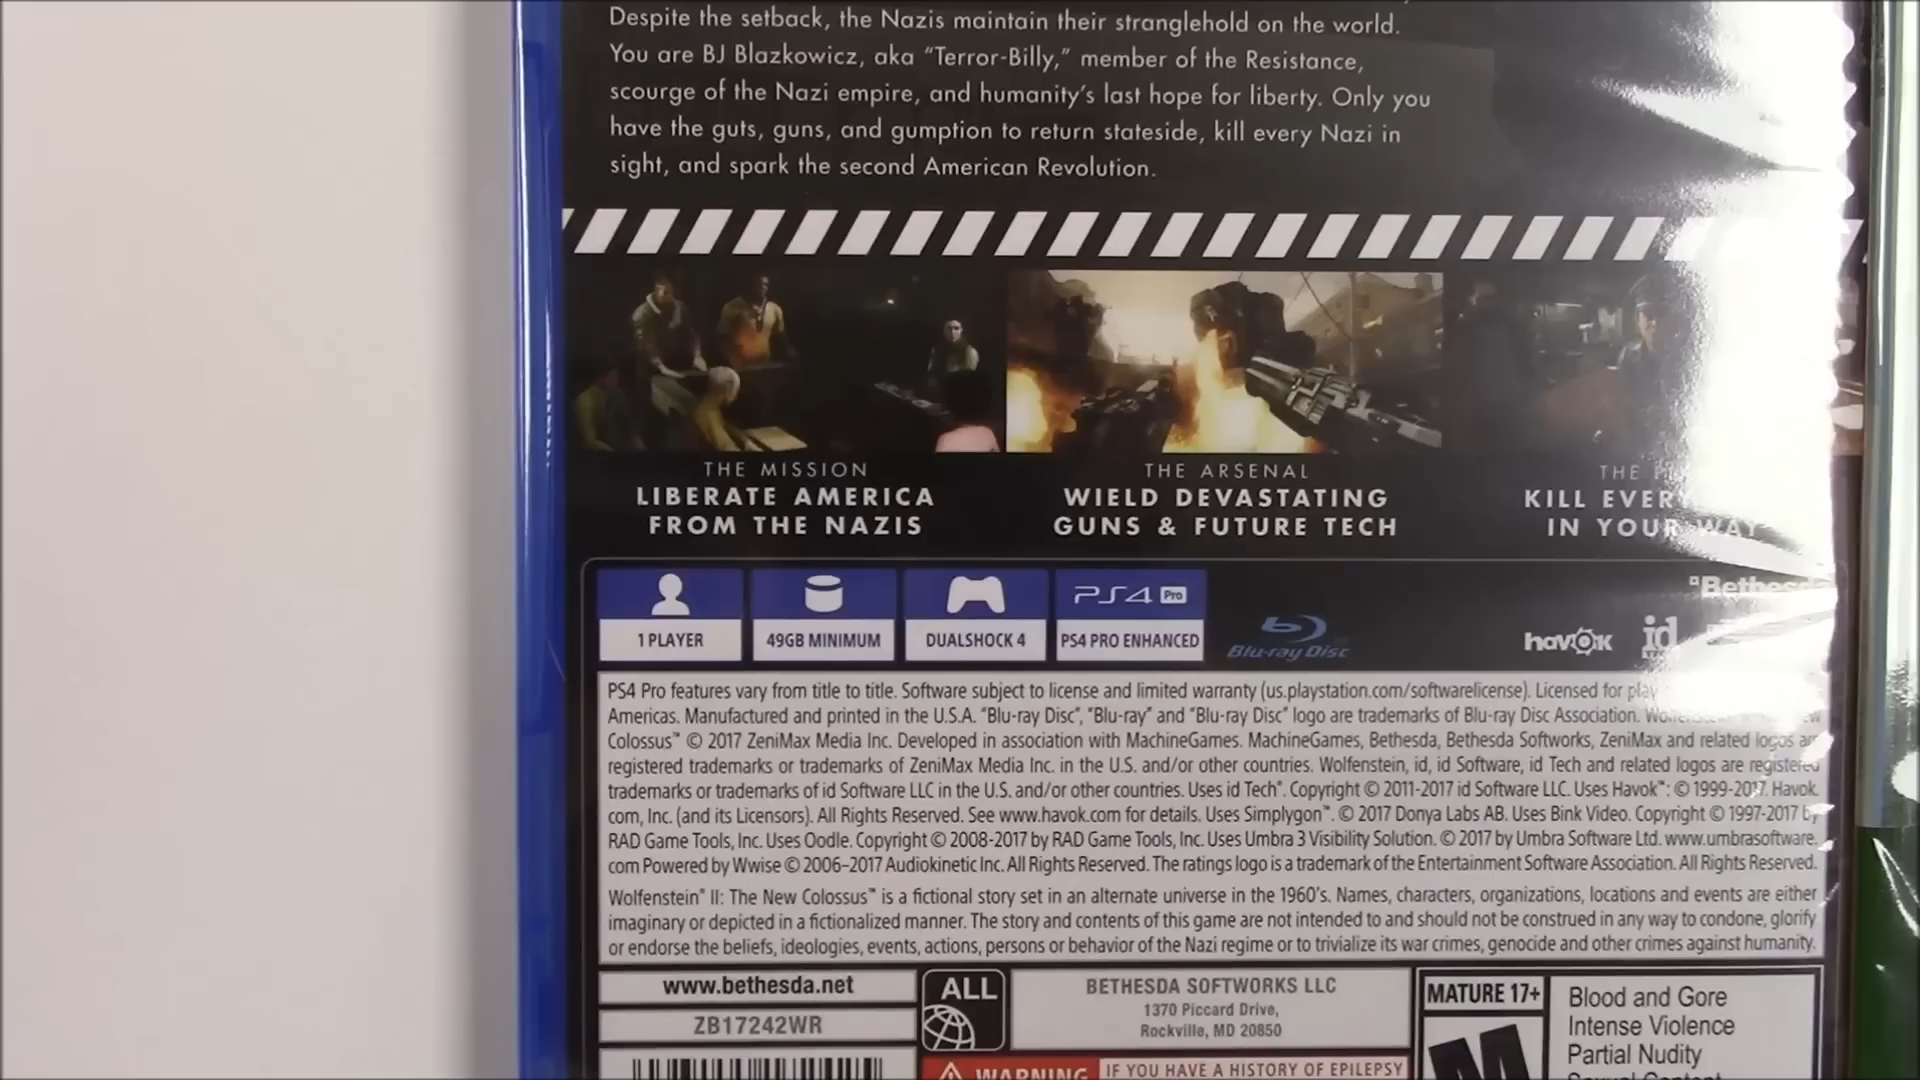 Despite the setback, the Nazis maintain their stranglehold on the world.
You are BJ Blazkowicz, aka “Terror-Billy,” member of the Resistance,
scourge of the Nazi empire, and humanity’s last hope for liberty. Only you
have the guts, guns, and gumption to return stateside, kill every Nazi in
sight, and spark the second American Revolution.
THE MISSION
LIBERATE AMERICA
FROM THE NAZIS
THE ARSENAL
WIELD DEVASTATING
GUNS & FUTURE TECH
THE
KILL EVERY
IN YOUR WAY
1 PLAYER
49GB MINIMUM
DUALSHOCK 4
PS4 Pro
PS4 PRO ENHANCED
Blu-ray Disc
havok
id
Bethesda
PS4 Pro features vary from title to title. Software subject to license and limited warranty (us.playstation.com/softwarelicense). Licensed for
Americas. Manufactured and printed in the U.S.A. “Blu-ray Disc”, “Blu-ray” and “Blu-ray Disc” logo are trademarks of Blu-ray Disc Association.
Colossus™ © 2017 ZeniMax Media Inc. Developed in association with MachineGames. MachineGames, Bethesda, Bethesda Softworks, ZeniMax and related logos are
registered trademarks or trademarks of ZeniMax Media Inc. in the U.S. and/or other countries. Wolfenstein, id, id Software, id Tech and related logos are registered
trademarks or trademarks of id Software LLC in the U.S. and/or other countries. Uses id Tech®. Copyright © 2011-2017 id Software LLC. Uses Havok™: © 1999-2017. Havok.
com, Inc. (and its Licensors). All Rights Reserved. See www.havok.com for details. Uses Simplygon™. © 2017 Donya Labs AB. Uses Bink Video. Copyright © 1997-2017 by
RAD Game Tools, Inc. Uses Oodle. Copyright © 2008-2017 by RAD Game Tools, Inc. Uses Umbra 3 Visibility Solution. © 2017 by Umbra Software Ltd. www.umbrasoftware.
com Powered by Wwise © 2006–2017 Audiokinetic Inc. All Rights Reserved. The ratings logo is a trademark of the Entertainment Software Association. All Rights Reserved.
Wolfenstein® II: The New Colossus™ is a fictional story set in an alternate universe in the 1960’s. Names, characters, organizations, locations and events are either
imaginary or depicted in a fictionalized manner. The story and contents of this game are not intended to and should not be construed in any way to condone, glorify
or endorse the beliefs, ideologies, events, actions, persons or behavior of the Nazi regime or to trivialize its war crimes, genocide and other crimes against humanity.
www.bethesda.net
ZB17242WR
ALL
BETHESDA SOFTWORKS LLC
1370 Piccard Drive,
Rockville, MD 20850
WARNING
IF YOU HAVE A HISTORY OF EPILEPSY
MATURE 17+
M
Blood and Gore
Intense Violence
Partial Nudity
Sexual Content